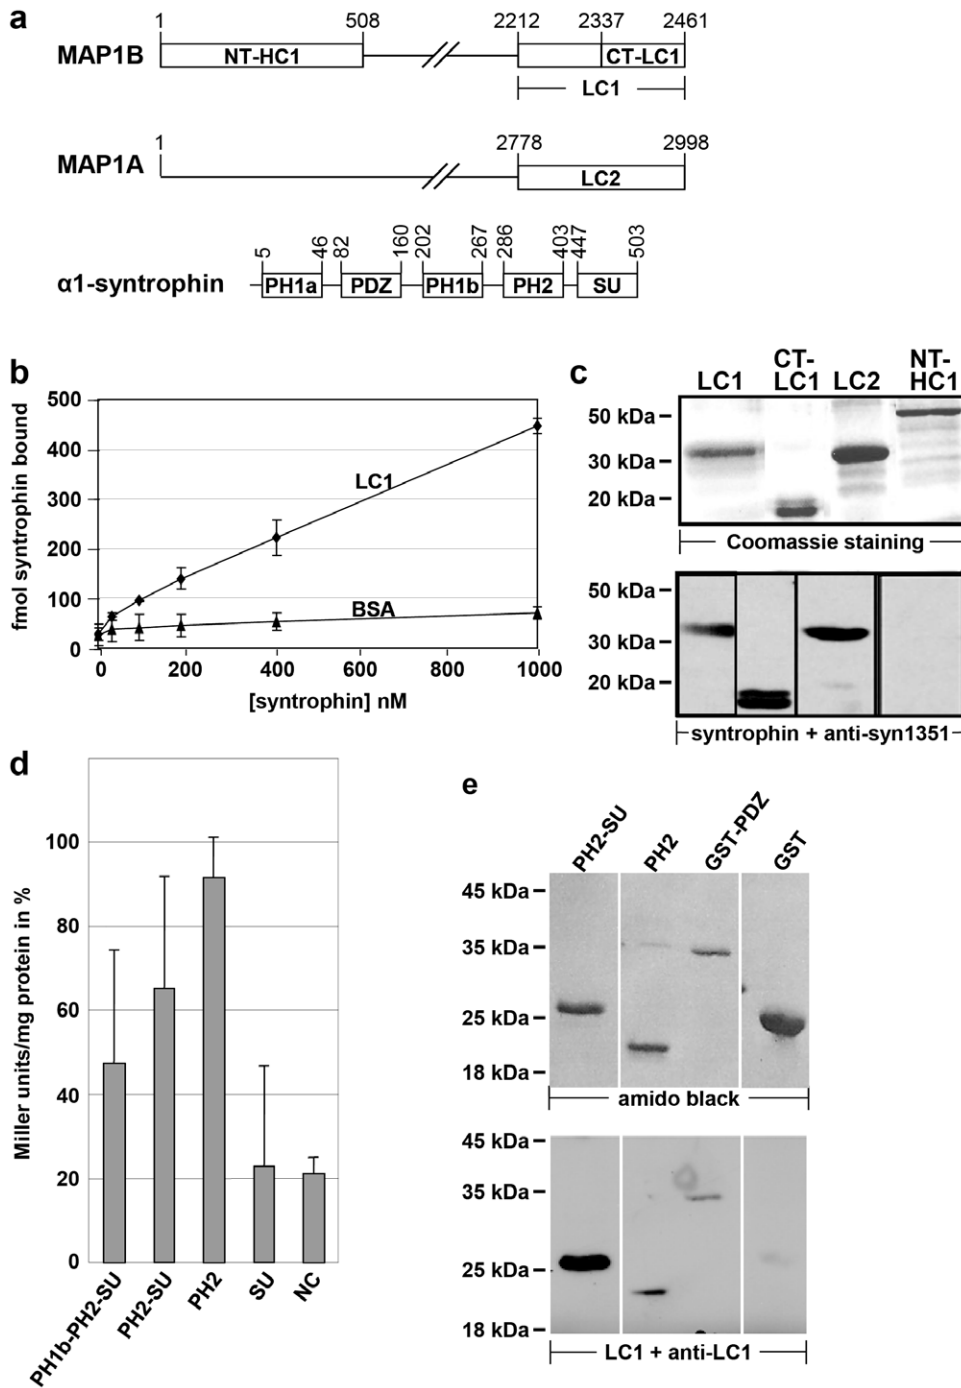 a
1 508 2212 2337 2461
MAP1B NT-HC1 CT-LC1
LC1
1 2778 2998
MAP1A LC2
5 46 82 160 202 267 286 403 447 503
α1-syntrophin PH1a PDZ PH1b PH2 SU
b
fmol syntrophin bound
500
400
300
200
100
0
LC1
BSA
0 200 400 600 800 1000
[syntrophin] nM
c
LC1 CT-LC1 LC2 NT-HC1
50 kDa
30 kDa
20 kDa
Coomassie staining
50 kDa
30 kDa
20 kDa
syntrophin + anti-syn1351
d
Miller units/mg protein in %
100
80
60
40
20
0
PH1b-PH2-SU PH2-SU PH2 SU NC
e
PH2-SU PH2 GST-PDZ GST
45 kDa
35 kDa
25 kDa
18 kDa
amido black
45 kDa
35 kDa
25 kDa
18 kDa
LC1 + anti-LC1